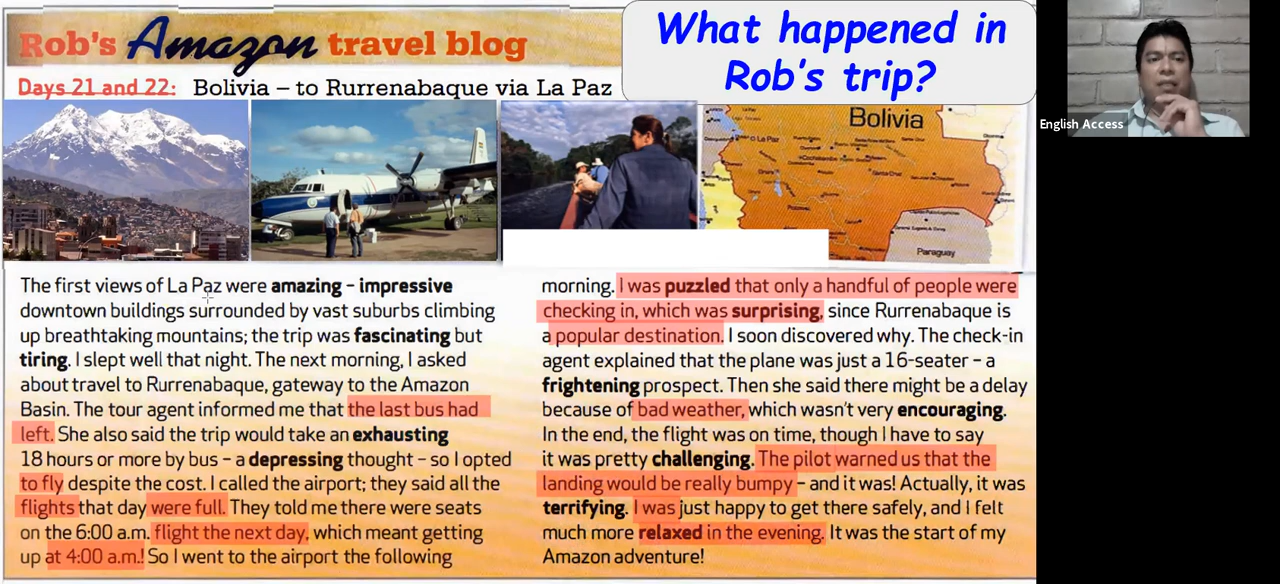 Rob's Amazon travel blog
What happened in
Rob's trip?
Days 21 and 22: Bolivia – to Rurrenabaque via La Paz
English Access
Bolivia
La Paz
Paraguay
The first views of La Paz were amazing – impressive
downtown buildings surrounded by vast suburbs climbing
up breathtaking mountains; the trip was fascinating but
tiring. I slept well that night. The next morning, I asked
about travel to Rurrenabaque, gateway to the Amazon
Basin. The tour agent informed me that the last bus had
left. She also said the trip would take an exhausting
18 hours or more by bus – a depressing thought – so I opted
to fly despite the cost. I called the airport; they said all the
flights that day were full. They told me there were seats
on the 6:00 a.m. flight the next day, which meant getting
up at 4:00 a.m.! So I went to the airport the following
morning. I was puzzled that only a handful of people were
checking in, which was surprising, since Rurrenabaque is
a popular destination. I soon discovered why. The check-in
agent explained that the plane was just a 16-seater – a
frightening prospect. Then she said there might be a delay
because of bad weather, which wasn't very encouraging.
In the end, the flight was on time, though I have to say
it was pretty challenging. The pilot warned us that the
landing would be really bumpy – and it was! Actually, it was
terrifying. I was just happy to get there safely, and I felt
much more relaxed in the evening. It was the start of my
Amazon adventure!